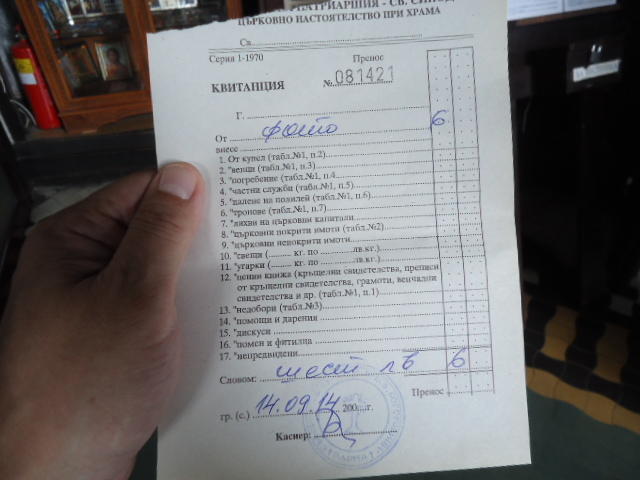 ПАТРИАРШИЯ - СВ. СИНОД
ЦЪРКОВНО НАСТОЯТЕЛСТВО ПРИ ХРАМА
Св.
Серия 1-1970 Пренос
КВИТАНЦИЯ № 081421
Г.
От фото 6
внесе
1. От купел (табл.№1, п.2)
2. "венци (табл.№1, п.3)
3. "погребение (табл.№1, п.4
4. "частни служби (табл.№1, п.5)
5. "палене на полилей (табл.№1, п.6)
6. "тронове (табл.№1, п.7)
7. "лихви на църковни капитали
8. "църковни покрити имоти (табл.№2)
9. "църковни непокрити имоти
10. "свещи (......... кг. по ............лв.кг.)
11. "угарки (......... кг. по ............лв.кг.)
12. "ценни книжа (кръщелни свидетелства, преписи
от кръщелни свидетелства, грамоти, венчални
свидетелства и др. (табл.№1, п.1)
13. "недобори (табл.№3)
14. "помощи и дарения
15. "дискуси
16. "помен и фитилца
17. "непредвидени
Словом: шест лв 6
Пренос
гр. (с.) 14.09.14 200....г.
Касиер: